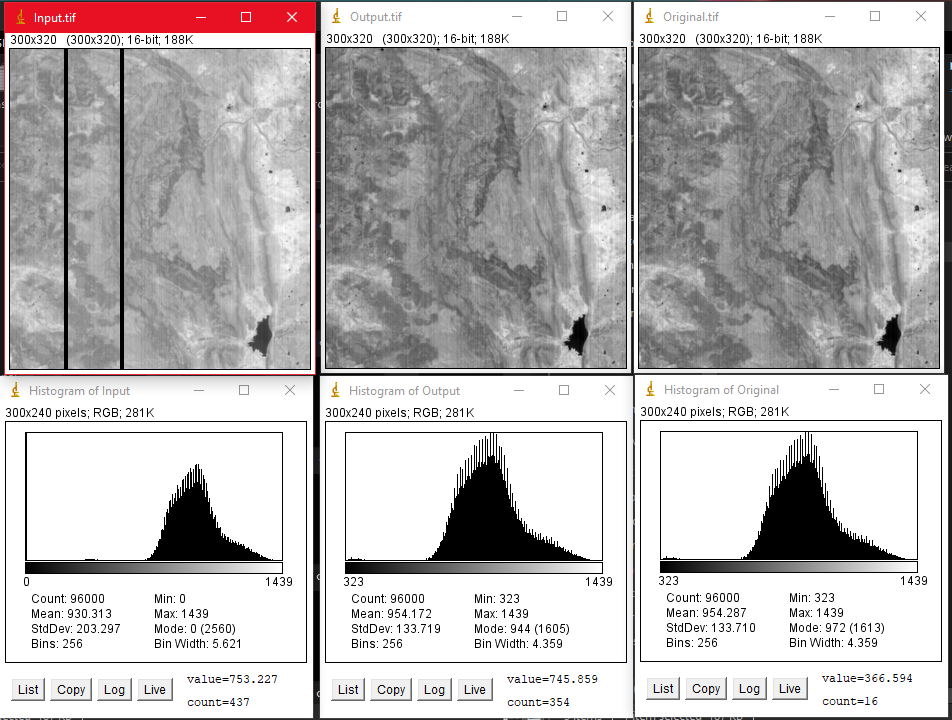 Input.tif
300x320 (300x320); 16-bit; 188K
Output.tif
300x320 (300x320); 16-bit; 188K
Original.tif
300x320 (300x320); 16-bit; 188K
Histogram of Input
300x240 pixels; RGB; 281K
0 1439
Count: 96000 Min: 0
Mean: 930.313 Max: 1439
StdDev: 203.297 Mode: 0 (2560)
Bins: 256 Bin Width: 5.621
List Copy Log Live
value=753.227
count=437
Histogram of Output
300x240 pixels; RGB; 281K
323 1439
Count: 96000 Min: 323
Mean: 954.172 Max: 1439
StdDev: 133.719 Mode: 944 (1605)
Bins: 256 Bin Width: 4.359
List Copy Log Live
value=745.859
count=354
Histogram of Original
300x240 pixels; RGB; 281K
323 1439
Count: 96000 Min: 323
Mean: 954.287 Max: 1439
StdDev: 133.710 Mode: 972 (1613)
Bins: 256 Bin Width: 4.359
List Copy Log Live
value=366.594
count=16